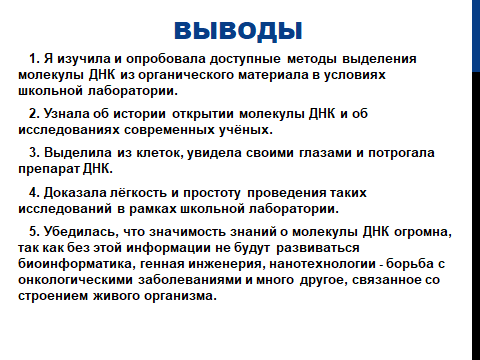 ВЫВОДЫ
1. Я изучила и опробовала доступные методы выделения
молекулы ДНК из органического материала в условиях
школьной лаборатории.
2. Узнала об истории открытии молекулы ДНК и об
исследованиях современных учёных.
3. Выделила из клеток, увидела своими глазами и потрогала
препарат ДНК.
4. Доказала лёгкость и простоту проведения таких
исследований в рамках школьной лаборатории.
5. Убедилась, что значимость знаний о молекулы ДНК огромна,
так как без этой информации не будут развиваться
биоинформатика, генная инженерия, нанотехнологии - борьба с
онкологическими заболеваниями и много другое, связанное со
строением живого организма.